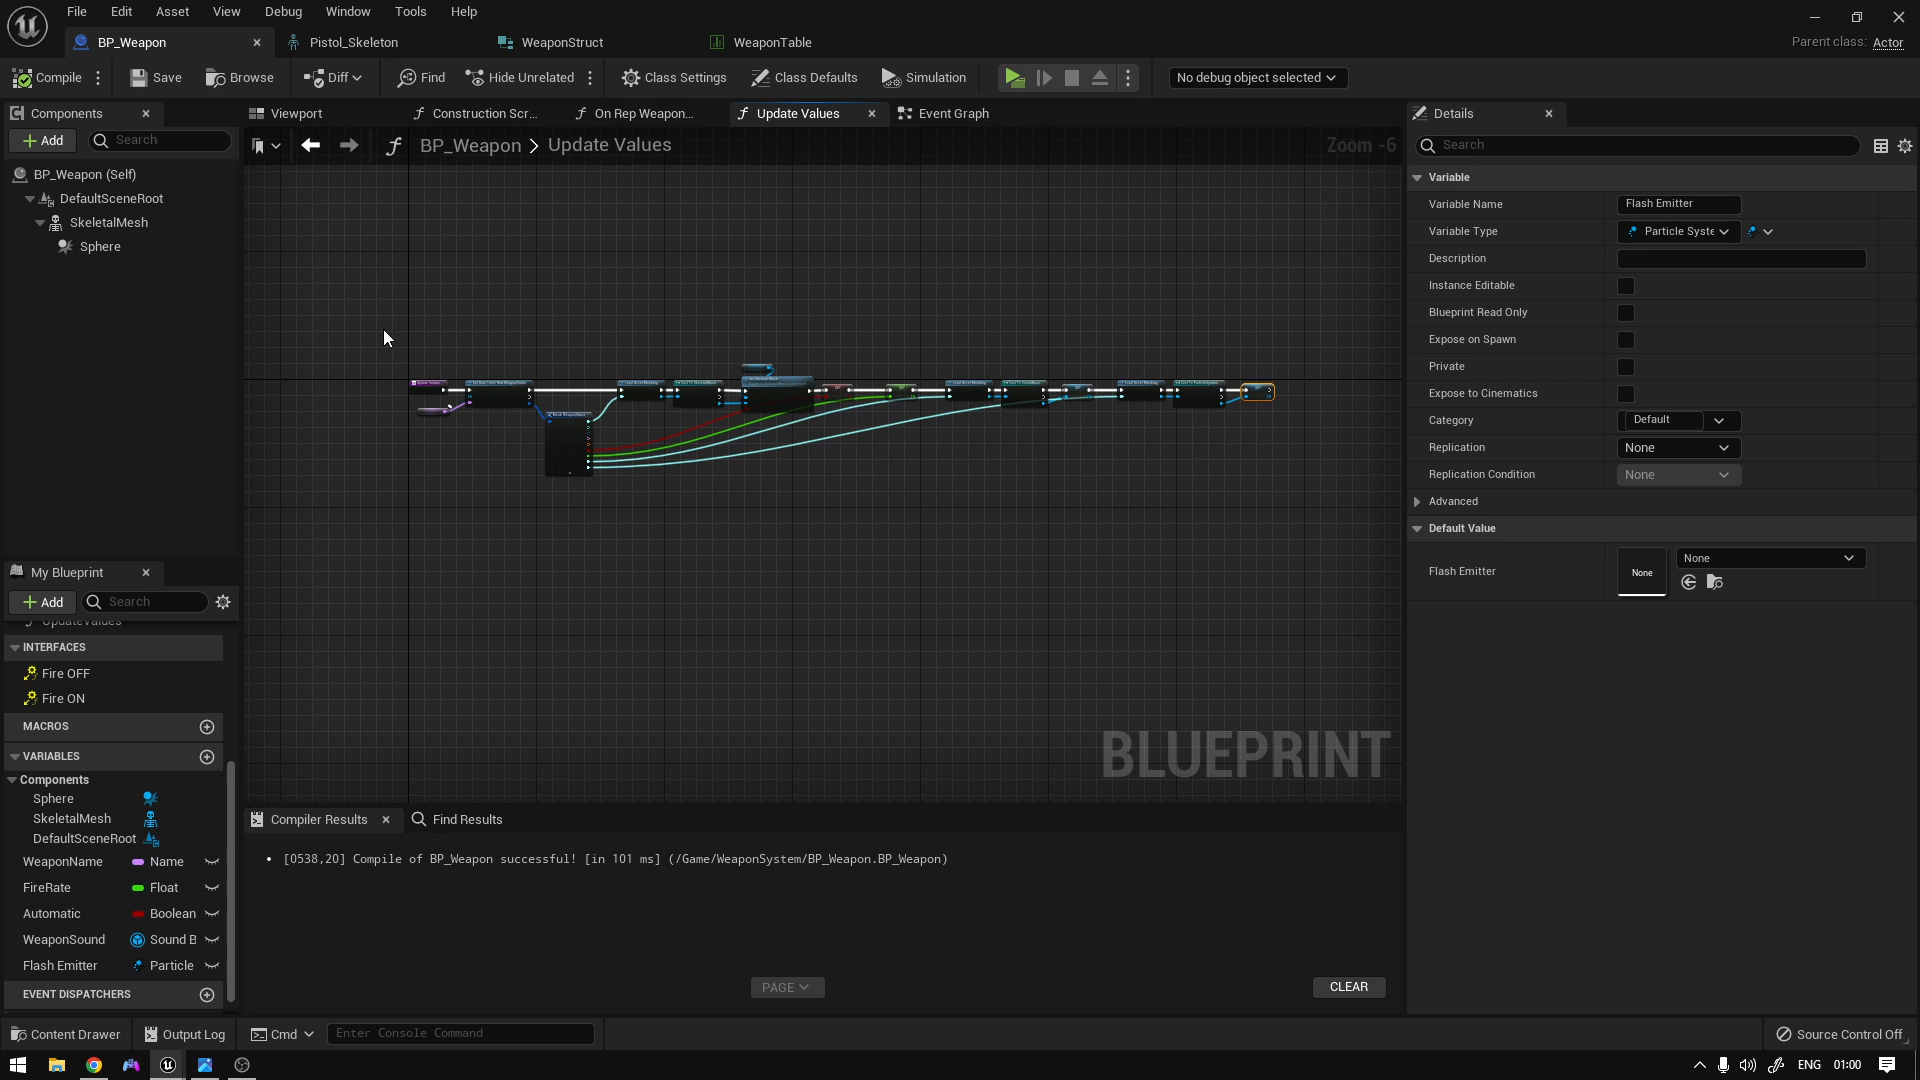 File Edit Asset View Debug Window Tools Help
BP_Weapon Pistol_Skeleton WeaponStruct WeaponTable
Parent class: Actor
Compile Save Browse Diff Find Hide Unrelated Class Settings Class Defaults Simulation No debug object selected
Components
Add Search
BP_Weapon (Self)
DefaultSceneRoot
SkeletalMesh
Sphere
Viewport Construction Scr... On Rep Weapon... Update Values Event Graph
BP_Weapon > Update Values
Zoom -6
BLUEPRINT
My Blueprint
Add Search
UpdateValues
INTERFACES
Fire OFF
Fire ON
MACROS
VARIABLES
Components
Sphere
SkeletalMesh
DefaultSceneRoot
WeaponName Name
FireRate Float
Automatic Boolean
WeaponSound Sound B
Flash Emitter Particle
EVENT DISPATCHERS
Compiler Results Find Results
[0538,20] Compile of BP_Weapon successful! [in 101 ms] (/Game/WeaponSystem/BP_Weapon.BP_Weapon)
PAGE
CLEAR
Details
Search
Variable
Variable Name Flash Emitter
Variable Type Particle Syste
Description
Instance Editable
Blueprint Read Only
Expose on Spawn
Private
Expose to Cinematics
Category Default
Replication None
Replication Condition None
Advanced
Default Value
Flash Emitter None None
Content Drawer Output Log Cmd Enter Console Command
Source Control Off
ENG 01:00